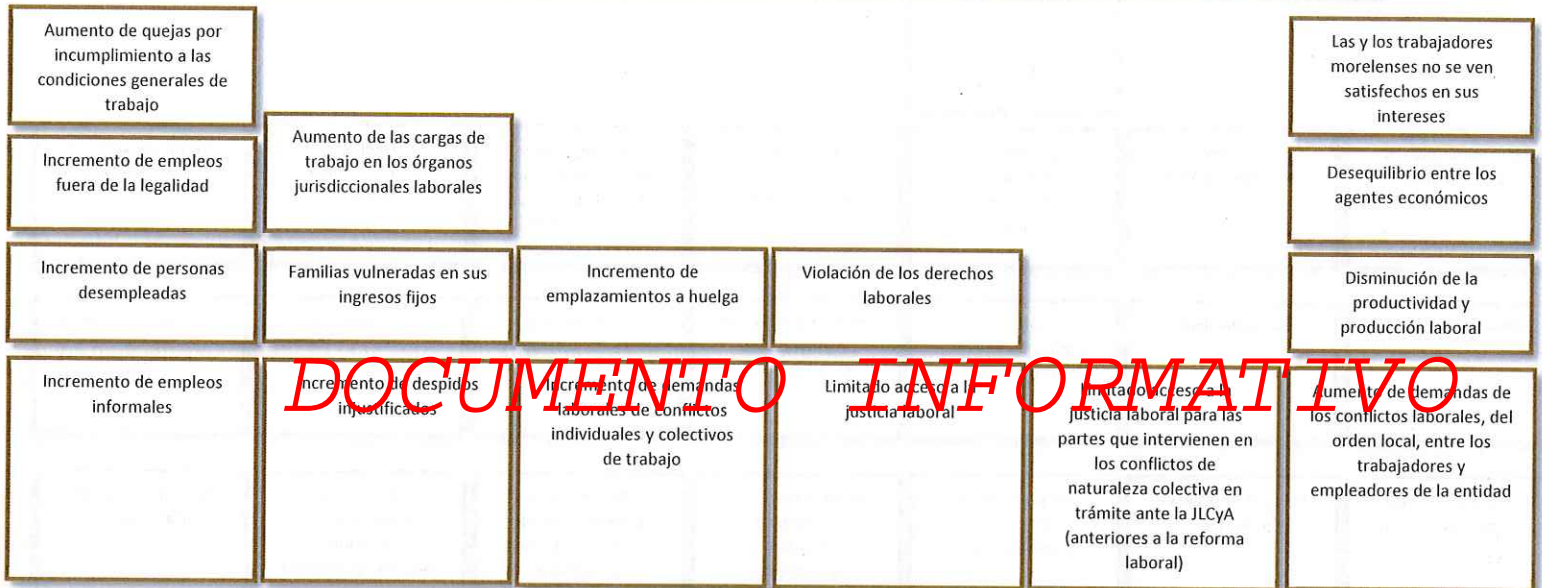 Aumento de quejas por
incumplimiento a las
condiciones generales de
trabajo
Las y los trabajadores
morelenses no se ven
satisfechos en sus
intereses
Incremento de empleos
fuera de la legalidad
Aumento de las cargas de
trabajo en los órganos
jurisdiccionales laborales
Desequilibrio entre los
agentes económicos
Incremento de personas
desempleadas
Familias vulneradas en sus
ingresos fijos
Incremento de
emplazamientos a huelga
Violación de los derechos
laborales
Disminución de la
productividad y
producción laboral
DOCUMENTO INFORMATIVO
Incremento de empleos
informales
Incremento de despidos
injustificados
Incremento de demandas
laborales de conflictos
individuales y colectivos
de trabajo
Limitado acceso a la
justicia laboral
Limitado acceso a la
justicia laboral para las
partes que intervienen en
los conflictos de
naturaleza colectiva en
trámite ante la JLCyA
(anteriores a la reforma
laboral)
Aumento de demandas de
los conflictos laborales, del
orden local, entre los
trabajadores y
empleadores de la entidad